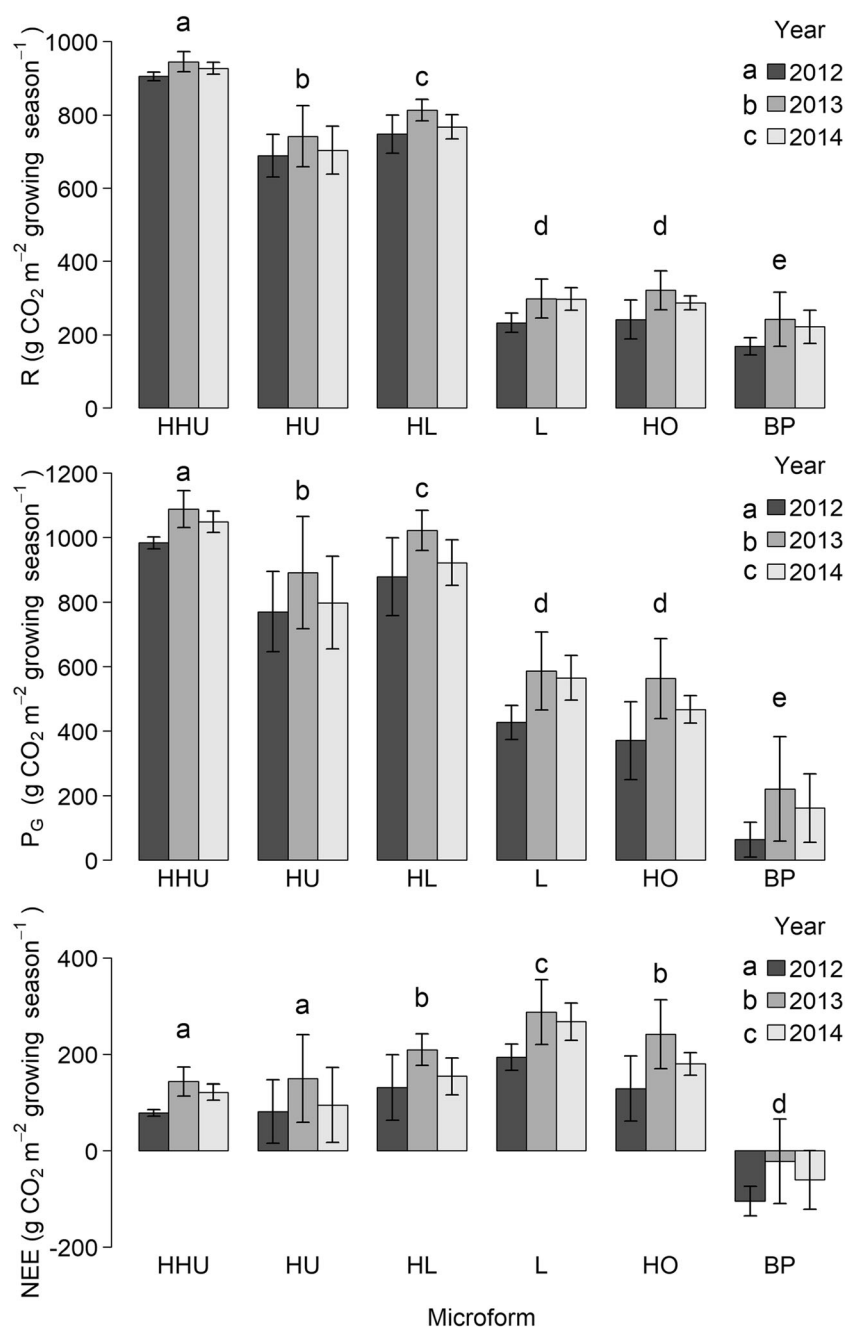 R (g CO₂ m⁻² growing season⁻¹)
1000
800
600
400
200
0
a
b
c
d
d
e
Year
a 2012
b 2013
c 2014
HHU HU HL L HO BP
P_G (g CO₂ m⁻² growing season⁻¹)
1200
1000
800
600
400
200
0
a
b
c
d
d
e
Year
a 2012
b 2013
c 2014
HHU HU HL L HO BP
NEE (g CO₂ m⁻² growing season⁻¹)
400
200
0
-200
a
a
b
c
b
d
Year
a 2012
b 2013
c 2014
HHU HU HL L HO BP
Microform